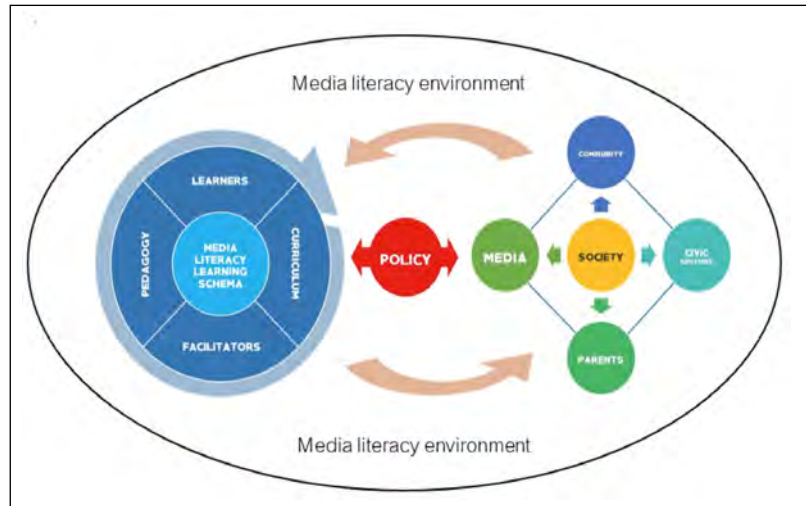 Media literacy environment
COMMUNITY
LEARNERS
PEDAGOGY
MEDIA
LITERACY
LEARNING
SCHEMA
CURRICULUM
FACILITATORS
POLICY
MEDIA
SOCIETY
CIVIC
PARENTS
Media literacy environment